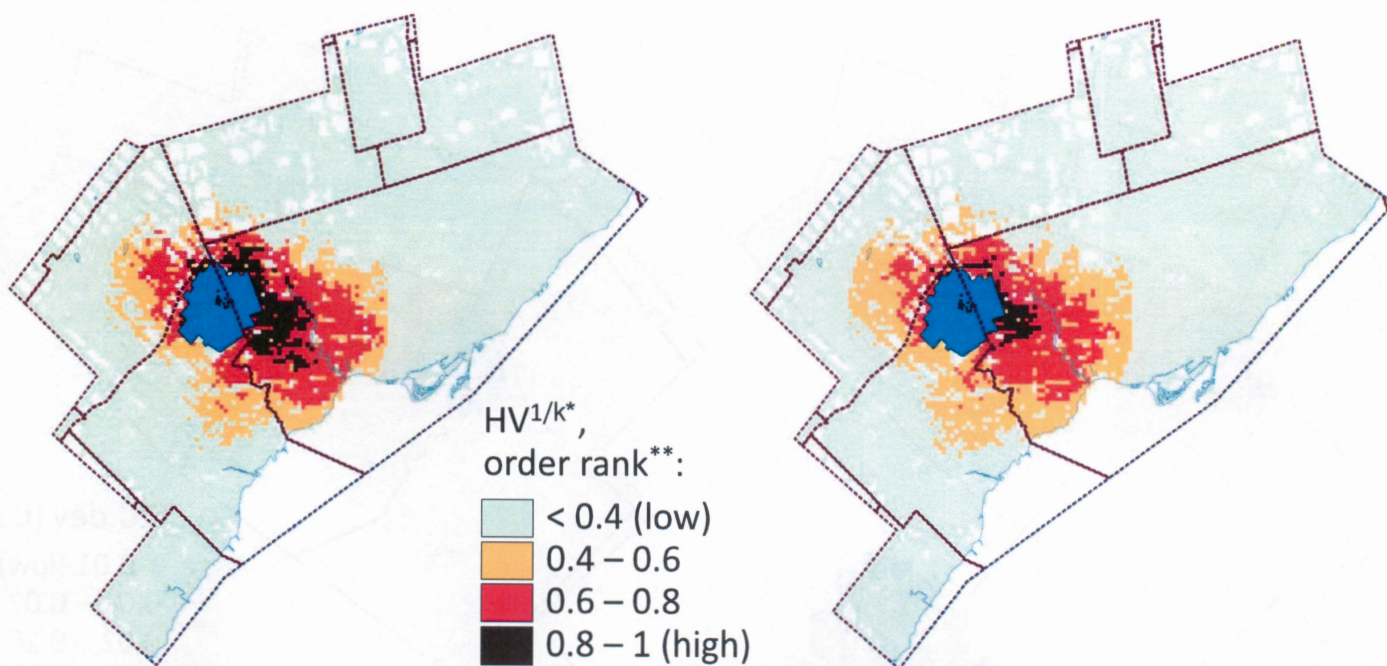 HV1/k*,
order rank**:
< 0.4 (low)
0.4 – 0.6
0.6 – 0.8
0.8 – 1 (high)